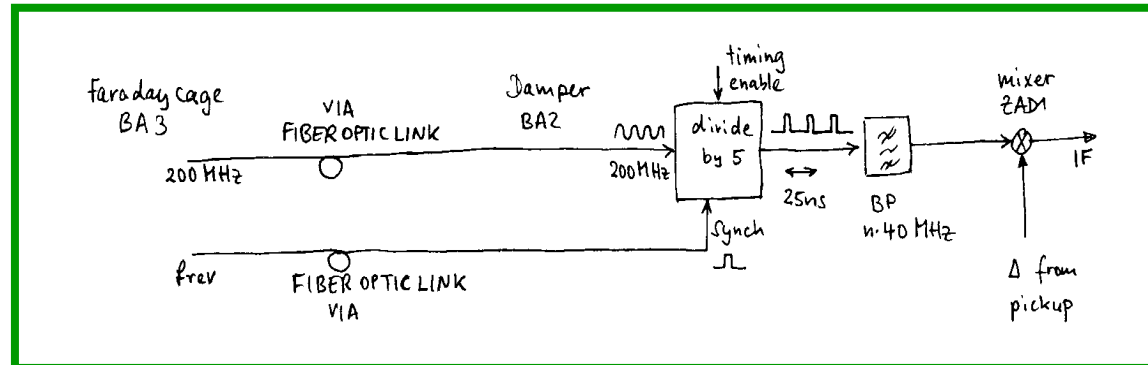 Faraday Cage
BA3
200 MHz
VIA
FIBER OPTIC LINK
Damper
BA2
200 MHz
timing
enable
divide
by 5
25ns
BP
n·40 MHz
mixer
ZAD1
IF
frev
FIBER OPTIC LINK
VIA
Synch
Δ from
pickup